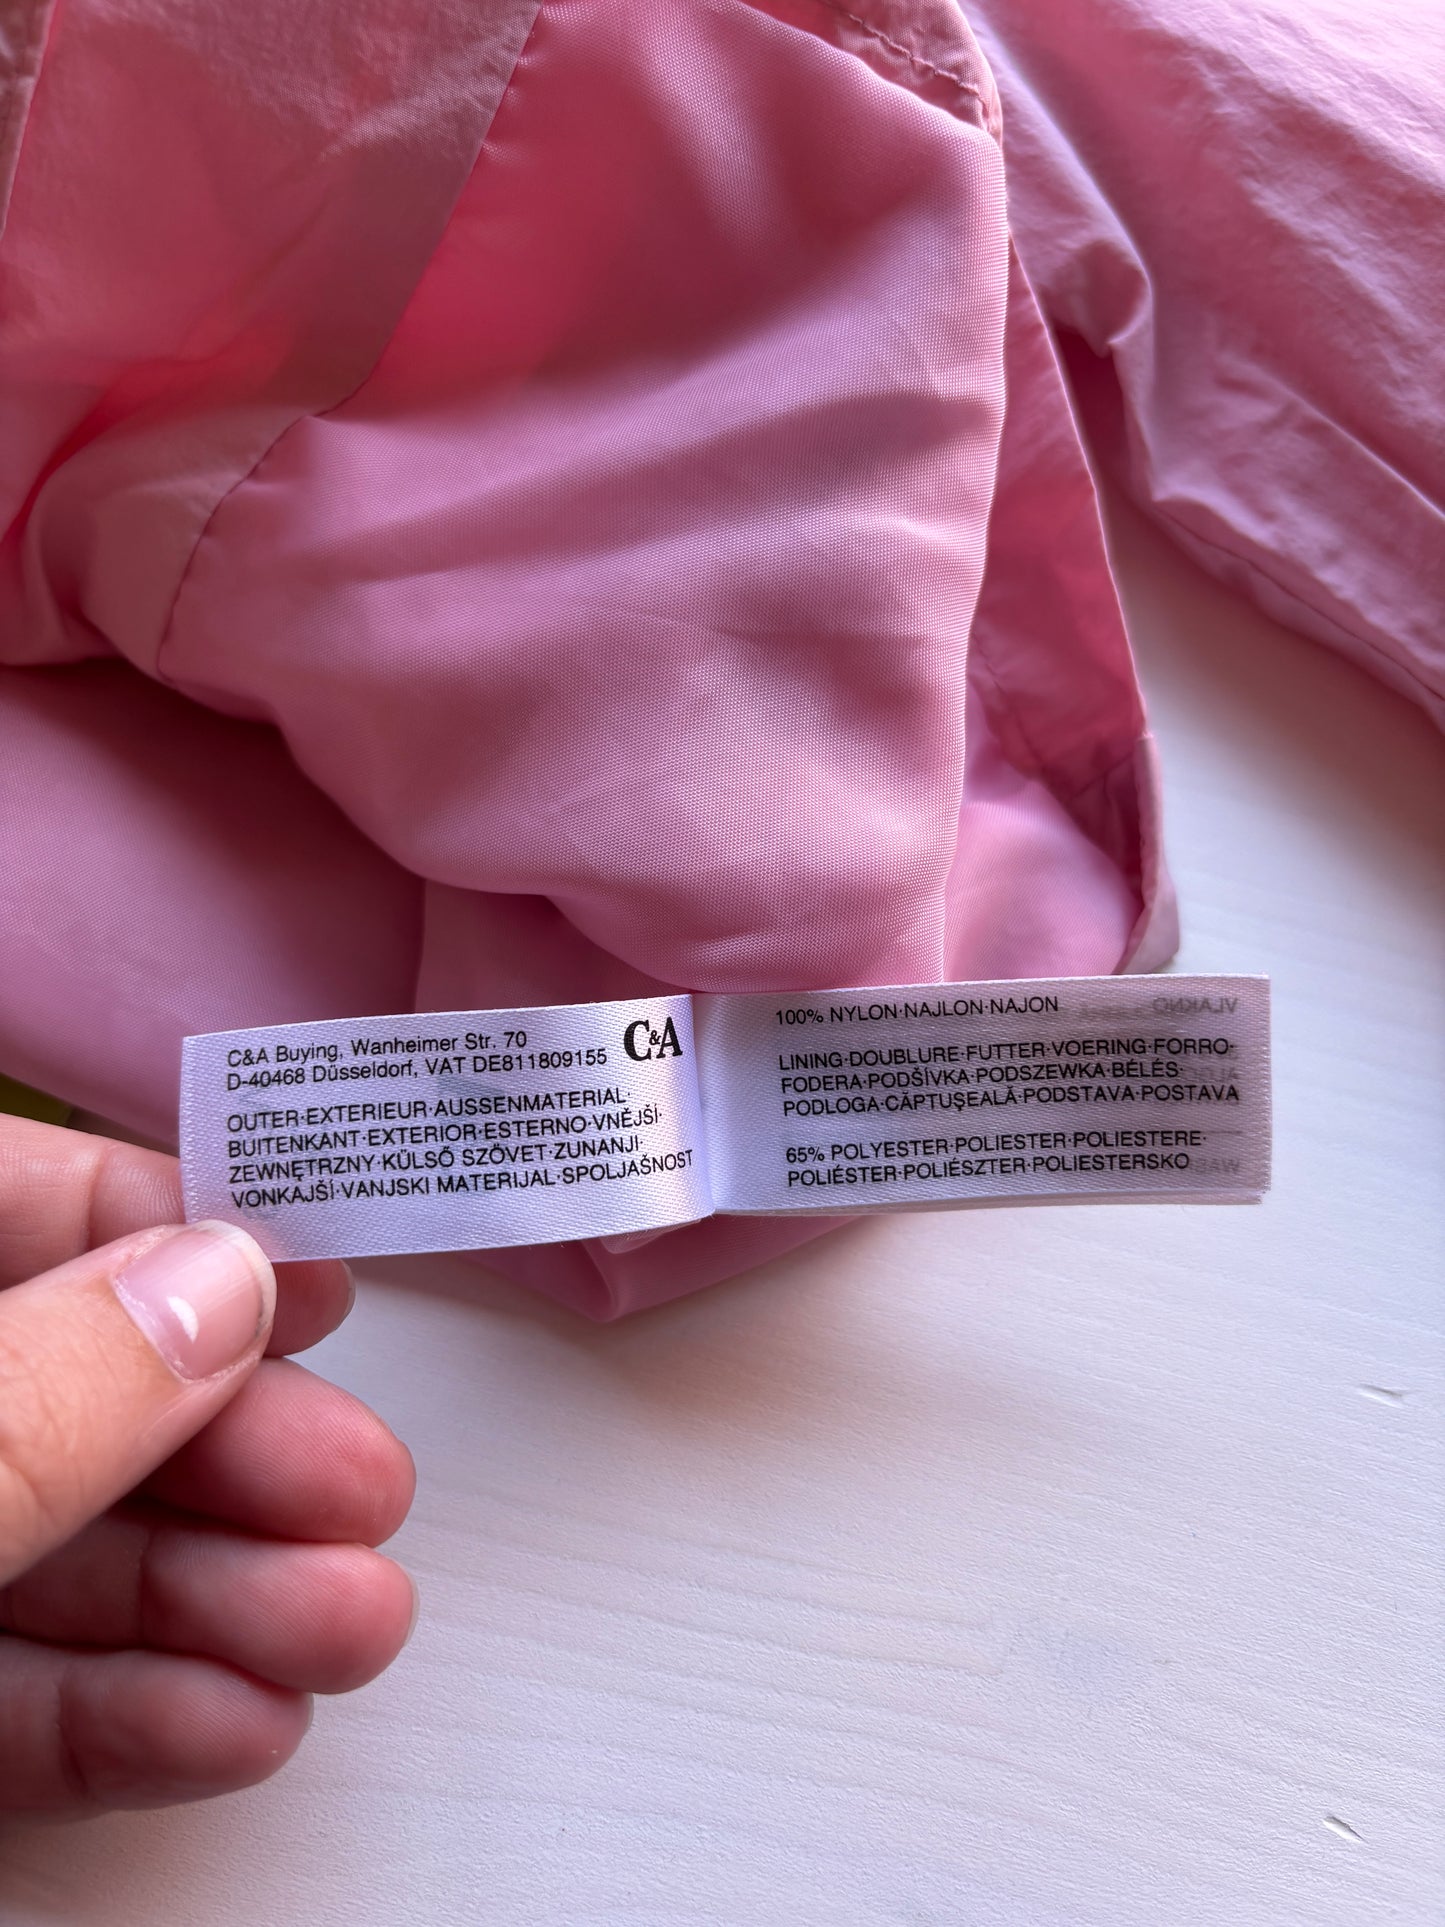 C&A Buying, Wanheimer Str. 70
D-40468 Düsseldorf, VAT DE811809155
C&A
OUTER·EXTERIEUR·AUSSENMATERIAL·
BUITENKANT·EXTERIOR·ESTERNO·VNĚJŠÍ·
ZEWNĘTRZNY·KÜLSŐ SZÖVET·ZUNANJI·
VONKAJŠÍ·VANJSKI MATERIJAL·SPOLJAŠNOST
100% NYLON·NAJLON·NAJON
LINING·DOUBLURE·FUTTER·VOERING·FORRO·
FODERA·PODŠÍVKA·PODSZEWKA·BÉLÉS·
PODLOGA·CĂPTUŞEALĂ·PODSTAVA·POSTAVA
65% POLYESTER·POLIESTER·POLIESTERE·
POLIÉSTER·POLIÉSZTER·POLIESTERSKO